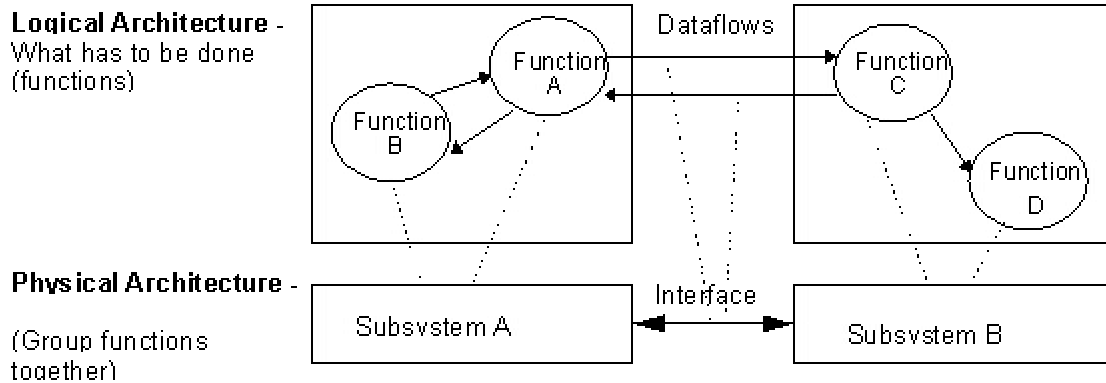 Logical Architecture -
What has to be done
(functions)
Dataflows
Function
A
Function
B
Function
C
Function
D
Physical Architecture -
(Group functions
together)
Subsystem A
Interface
Subsystem B